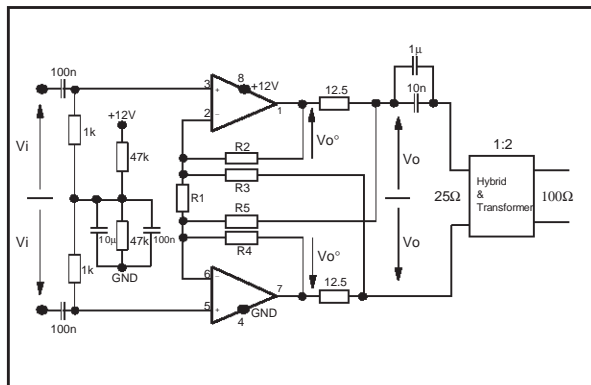 1µ
100n
8
+12V
3
+
12.5
10n
2
−
1
+12V
1k
Vo°
1:2
Vi
R2
47k
R3
Vo
Hybrid
&
Transformer
25Ω
100Ω
R1
R5
10µ
47k
100n
R4
Vo°
Vo
Vi
1k
GND
6
−
7
12.5
5
+
GND
4
100n